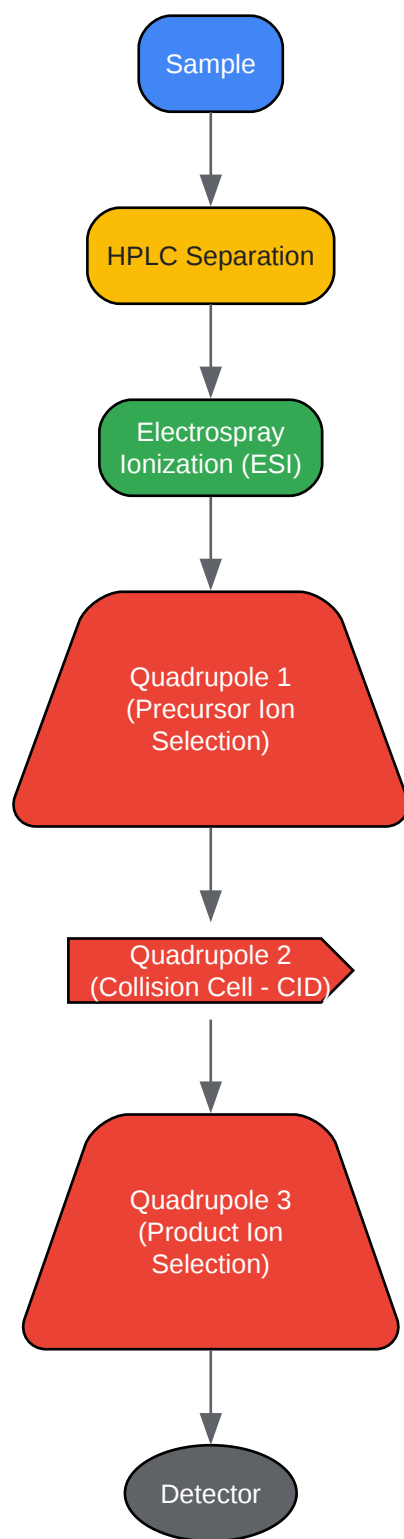 Sample
HPLC Separation
Electrospray
Ionization (ESI)
Quadrupole 1
(Precursor Ion
Selection)
Quadrupole 2
(Collision Cell - CID)
Quadrupole 3
(Product Ion
Selection)
Detector